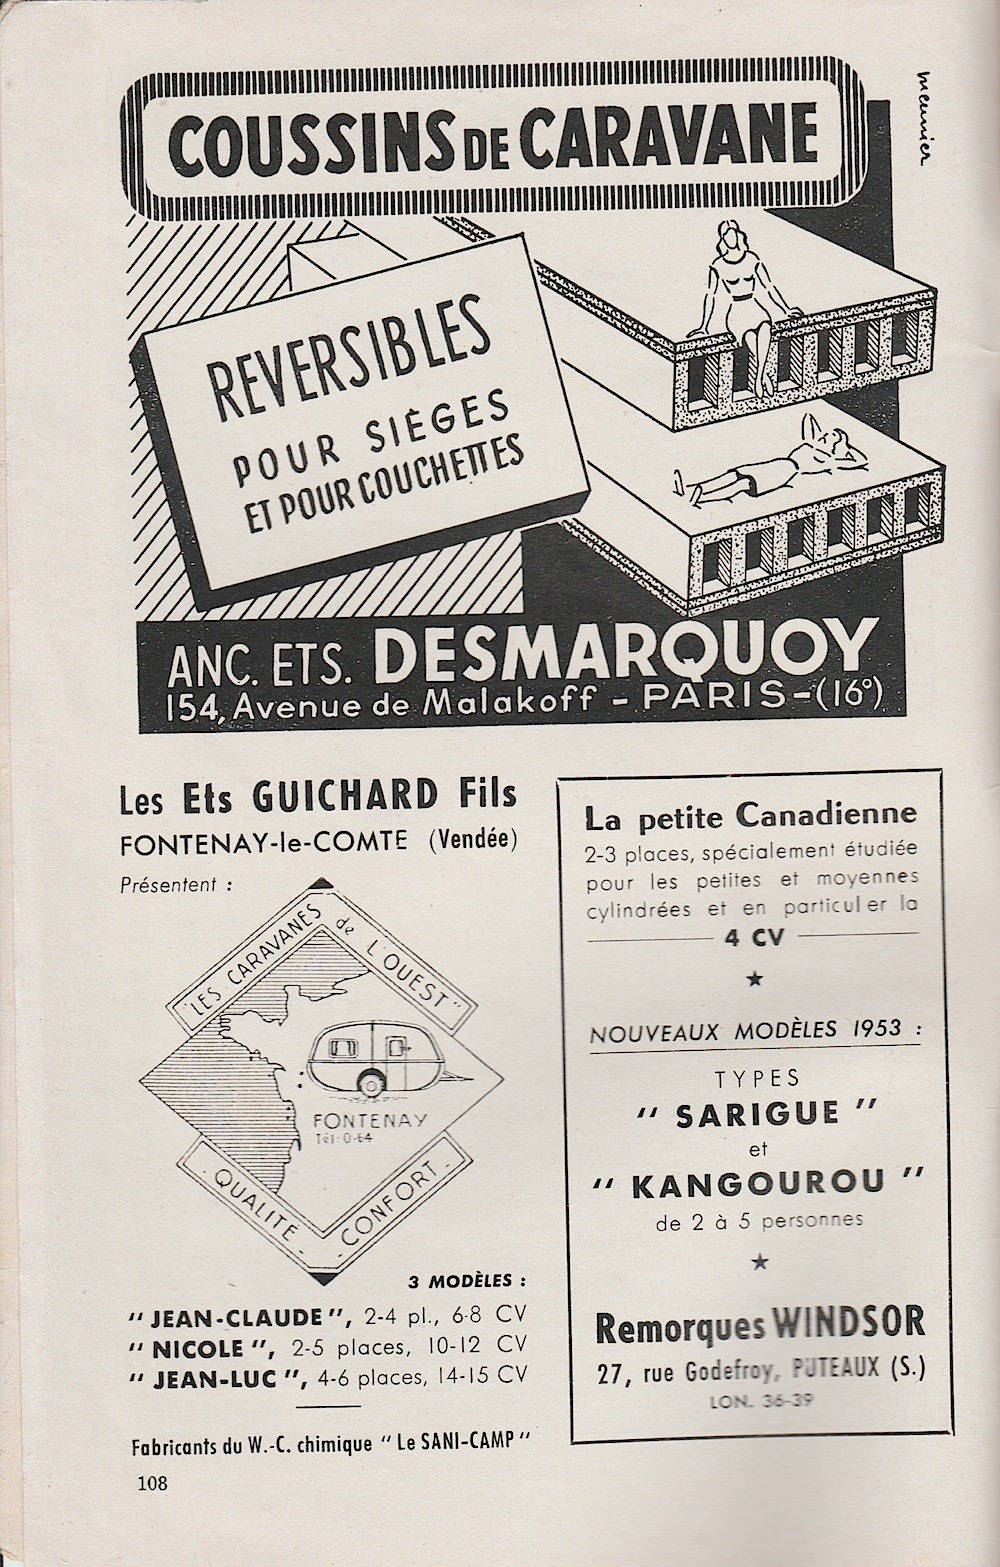 meunier
COUSSINS DE CARAVANE
REVERSIBLES
POUR SIÈGES
ET POUR COUCHETTES
ANC. ETS. DESMARQUOY
154, Avenue de Malakoff - PARIS - (16°)
Les Ets GUICHARD Fils
FONTENAY-le-COMTE (Vendée)
Présentent :
"LES CARAVANES de L'OUEST"
FONTENAY
Tél: 0-64
- QUALITÉ -
- CONFORT -
3 MODÈLES :
" JEAN-CLAUDE ", 2-4 pl., 6-8 CV
" NICOLE ", 2-5 places, 10-12 CV
" JEAN-LUC ", 4-6 places, 14-15 CV
Fabricants du W.-C. chimique " Le SANI-CAMP "
108
La petite Canadienne
2-3 places, spécialement étudiée
pour les petites et moyennes
cylindrées et en particul er la
4 CV
NOUVEAUX MODÈLES 1953 :
TYPES
" SARIGUE "
et
" KANGOUROU "
de 2 à 5 personnes
Remorques WINDSOR
27, rue Godefroy, PUTEAUX (S.)
LON. 36-39